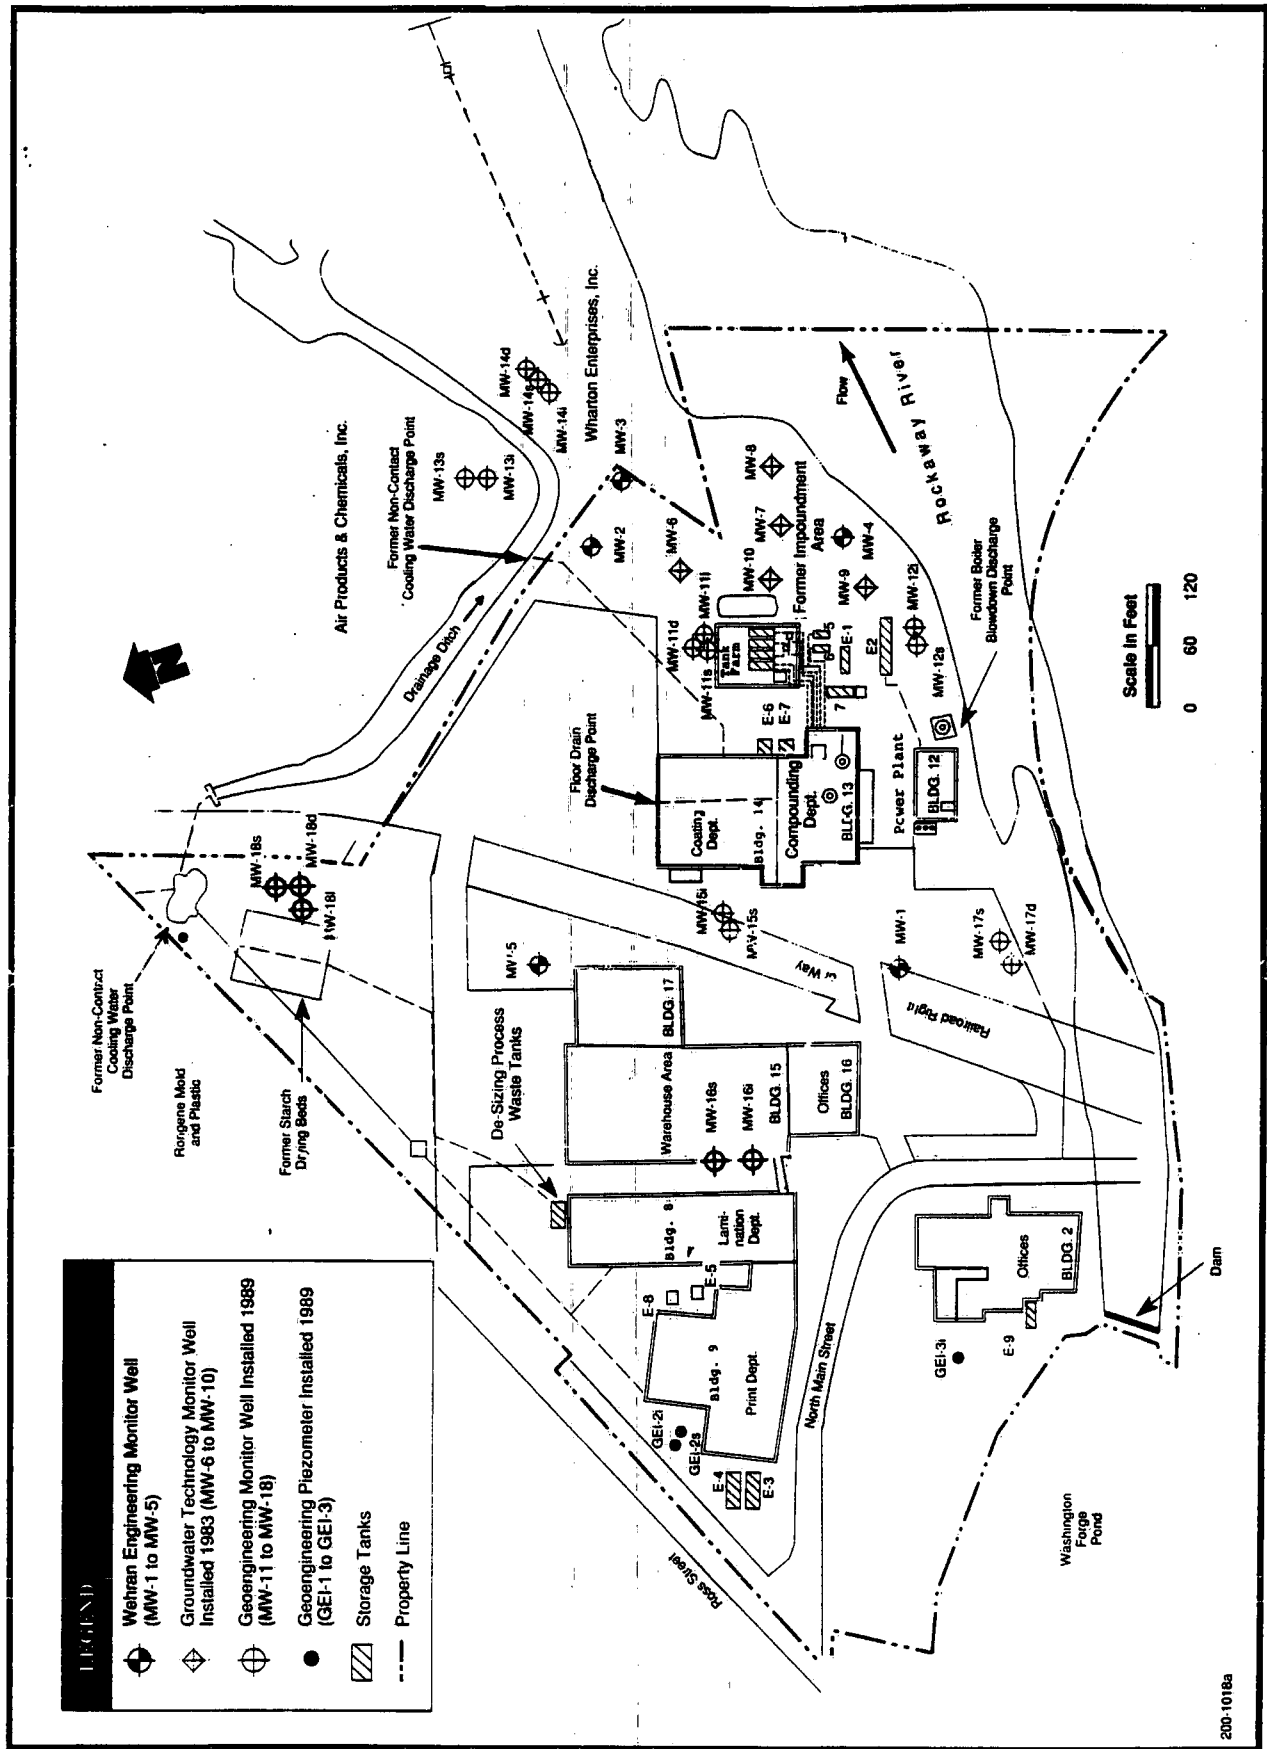 LEGEND
Wehran Engineering Monitor Well
(MW-1 to MW-5)
Groundwater Technology Monitor Well
Installed 1983 (MW-6 to MW-10)
Geoengineering Monitor Well Installed 1989
(MW-11 to MW-18)
Geoengineering Piezometer Installed 1989
(GEI-1 to GEI-3)
Storage Tanks
Property Line
Former Non-Contact
Cooling Water
Discharge Point
Rongene Mold
and Plastic
Former Starch
Drying Beds
MW-18s
MW-18d
MW-18i
Drainage Ditch
Air Products & Chemicals, Inc.
Former Non-Contact
Cooling Water Discharge Point
MW-13s
MW-13i
MW-14d
MW-14s
MW-14i
Wharton Enterprises, Inc.
MW-3
MW-2
MW-6
MW-5
De-Sizing Process
Waste Tanks
Floor Drain
Discharge Point
MW-11d
MW-11i
MW-11s
Tank
Farm
MW-10
MW-7
MW-8
Former Impoundment
Area
MW-4
MW-9
5
6
E-1
E2
7
E-6
E-7
MW-12i
MW-12s
Former Boiler
Blowdown Discharge
Point
Flow
Rockaway River
Coating
Dept.
Bldg. 14
Compounding
Dept.
BLDG. 13
Power Plant
BLDG. 12
MW-15i
MW-15s
MW-1
MW-17s
MW-17d
Railroad Right
of Way
BLDG. 17
Warehouse Area
MW-16s
MW-16i
BLDG. 15
Offices
BLDG. 16
Bldg. 8
Lami-
nation
Dept.
E-5
E-8
Bldg. 9
Print Dept.
GEI-2i
GEI-2s
E-4
E-3
Ross Street
North Main Street
Offices
BLDG. 2
E-9
GEI-3i
Dam
Washington
Forge
Pond
Scale in Feet
0 60 120
200-1018a
N